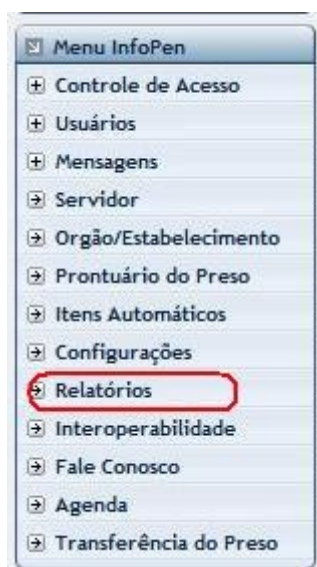 Menu InfoPen
Controle de Acesso
Usuários
Mensagens
Servidor
Orgão/Estabelecimento
Prontuário do Preso
Itens Automáticos
Configurações
Relatórios
Interoperabilidade
Fale Conosco
Agenda
Transferência do Preso